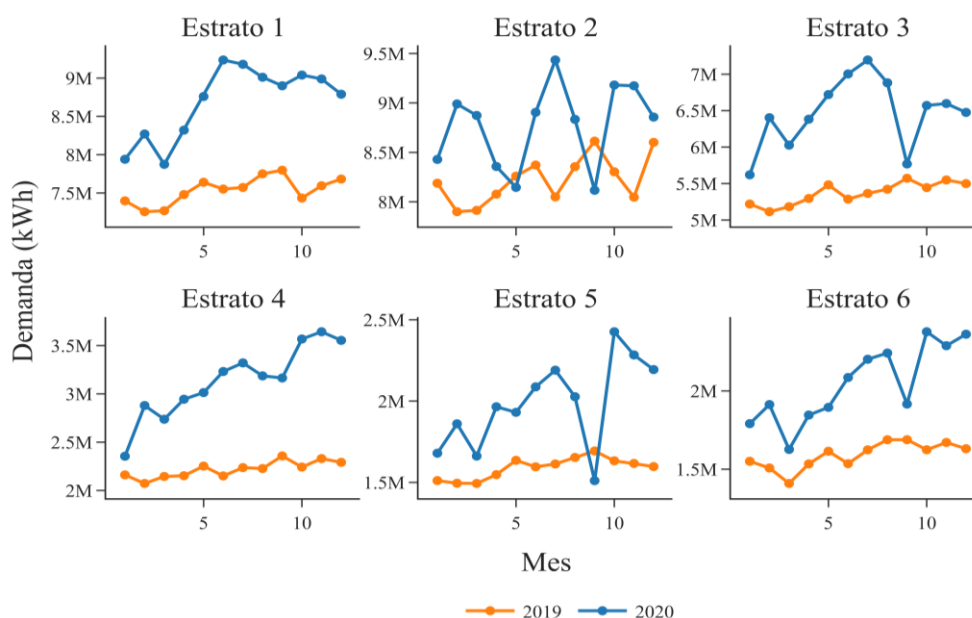 Estrato 1
Estrato 2
Estrato 3
9M
8.5M
8M
7.5M
5
10
9.5M
9M
8.5M
8M
5
10
7M
6.5M
6M
5.5M
5M
5
10
Demanda (kWh)
Estrato 4
Estrato 5
Estrato 6
3.5M
3M
2.5M
2M
5
10
2.5M
2M
1.5M
5
10
2M
1.5M
5
10
Mes
2019
2020